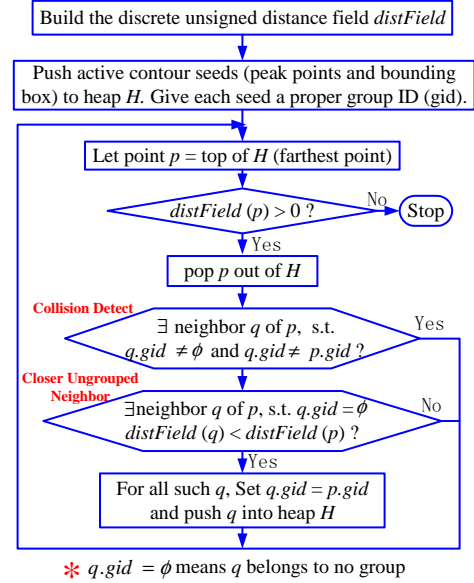 Build the discrete unsigned distance field distField
Push active contour seeds (peak points and bounding
box) to heap H. Give each seed a proper group ID (gid).
Let point p = top of H (farthest point)
distField (p) > 0 ?
No
Stop
Yes
pop p out of H
Collision Detect
∃ neighbor q of p, s.t.
q.gid ≠ ϕ and q.gid ≠ p.gid ?
Yes
Closer Ungrouped
Neighbor
∃neighbor q of p, s.t. q.gid = ϕ
distField (q) < distField (p) ?
No
Yes
For all such q, Set q.gid = p.gid
and push q into heap H
* q.gid = ϕ means q belongs to no group